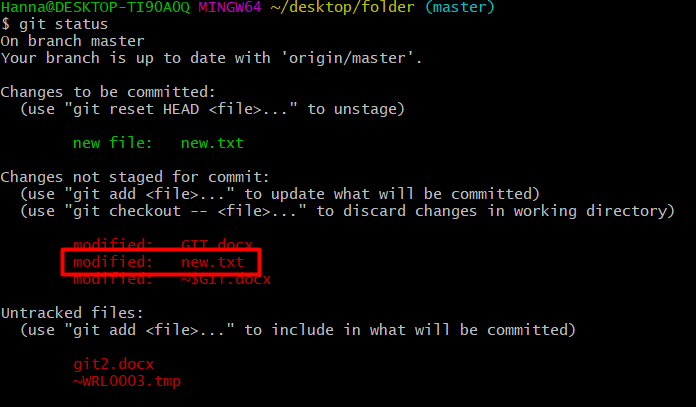 Hanna@DESKTOP-TI9OAOQ MINGW64 ~/desktop/folder (master)
$ git status
On branch master
Your branch is up to date with 'origin/master'.
Changes to be committed:
(use "git reset HEAD <file>..." to unstage)
new file: new.txt
Changes not staged for commit:
(use "git add <file>..." to update what will be committed)
(use "git checkout -- <file>..." to discard changes in working directory)
modified: GIT.docx
modified: new.txt
modified: ~$GIT.docx
Untracked files:
(use "git add <file>..." to include in what will be committed)
git2.docx
~WRL0003.tmp